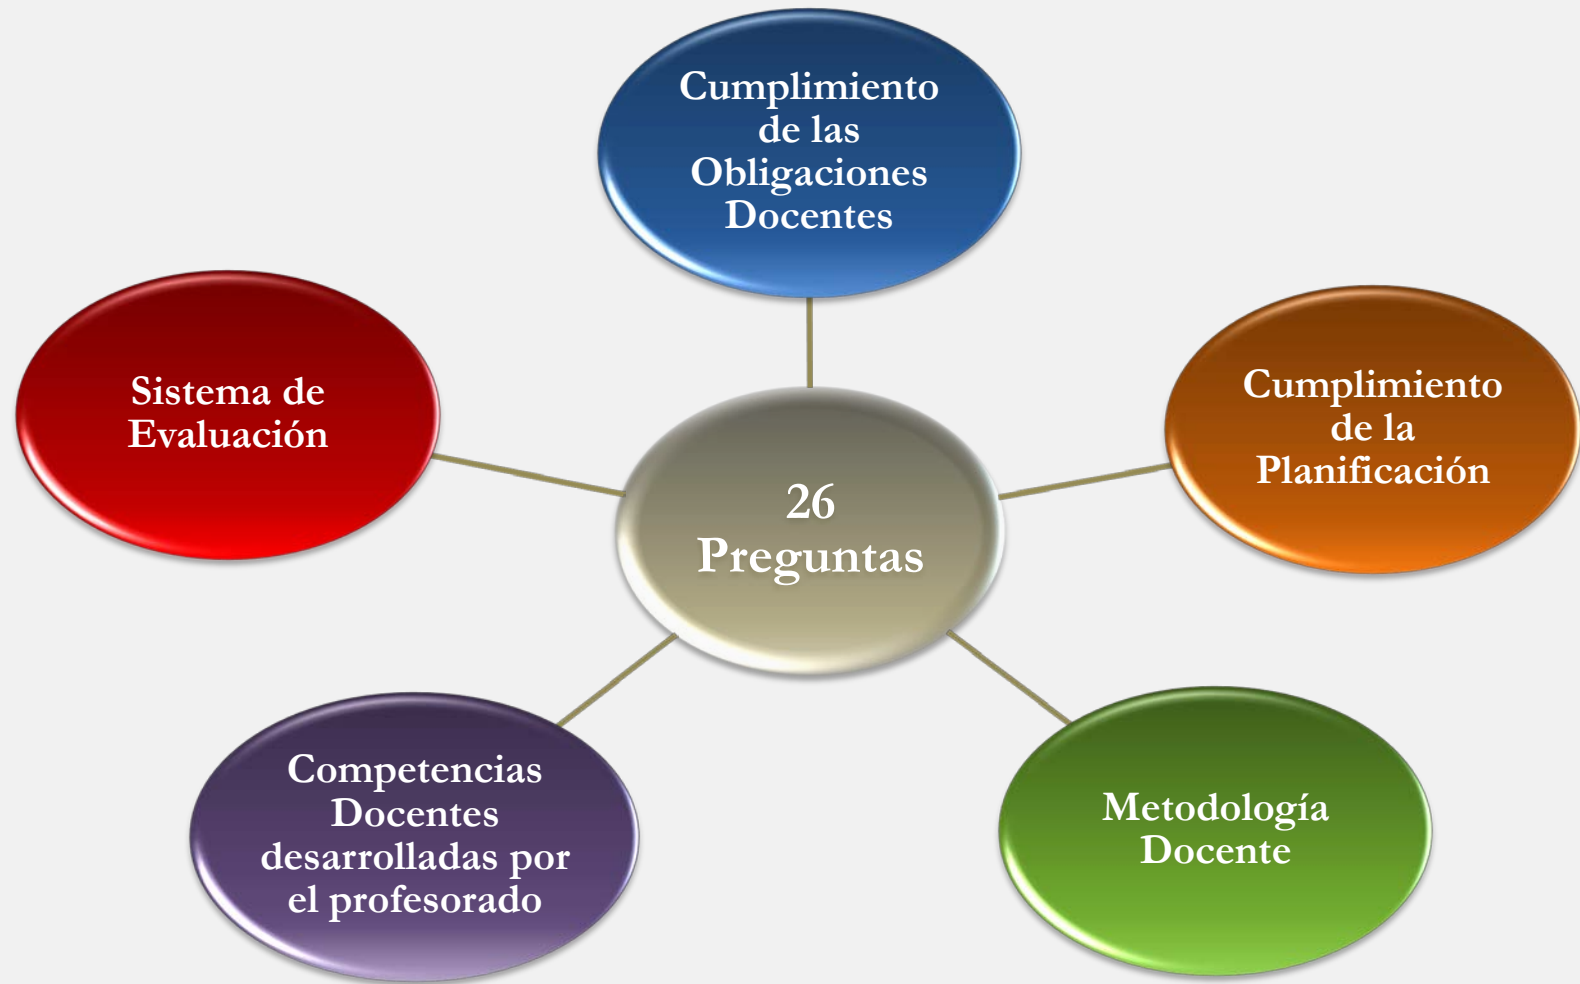 Cumplimiento
de las
Obligaciones
Docentes
Sistema de
Evaluación
Cumplimiento
de la
Planificación
26
Preguntas
Competencias
Docentes
desarrolladas por
el profesorado
Metodología
Docente